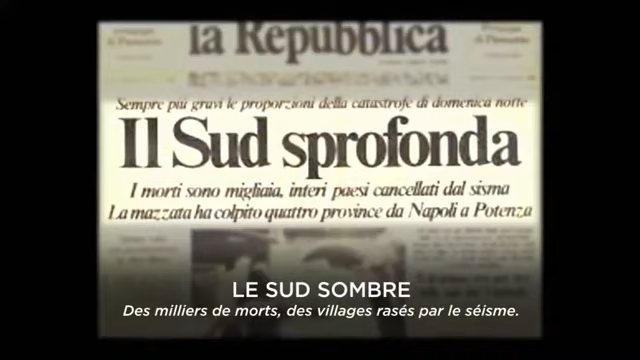 la Repubblica
Sempre più gravi le proporzioni della catastrofe di domenica notte
Il Sud sprofonda
I morti sono migliaia, interi paesi cancellati dal sisma
La mazzata ha colpito quattro province da Napoli a Potenza
LE SUD SOMBRE
Des milliers de morts, des villages rasés par le séisme.